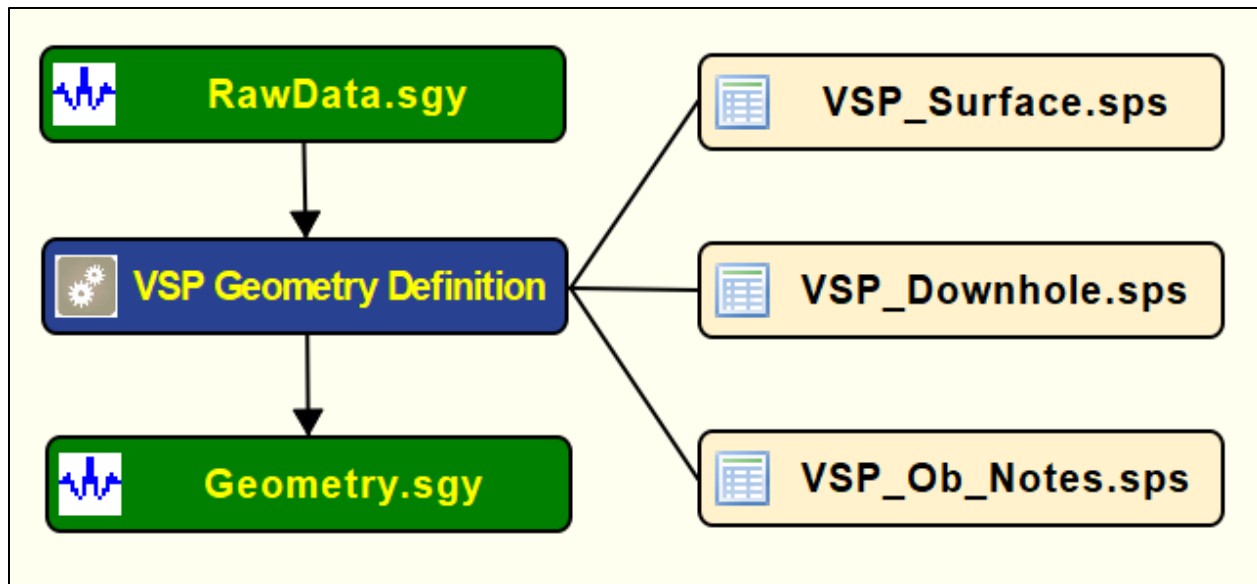 RawData.sgy
VSP Geometry Definition
Geometry.sgy
VSP_Surface.sps
VSP_Downhole.sps
VSP_Ob_Notes.sps